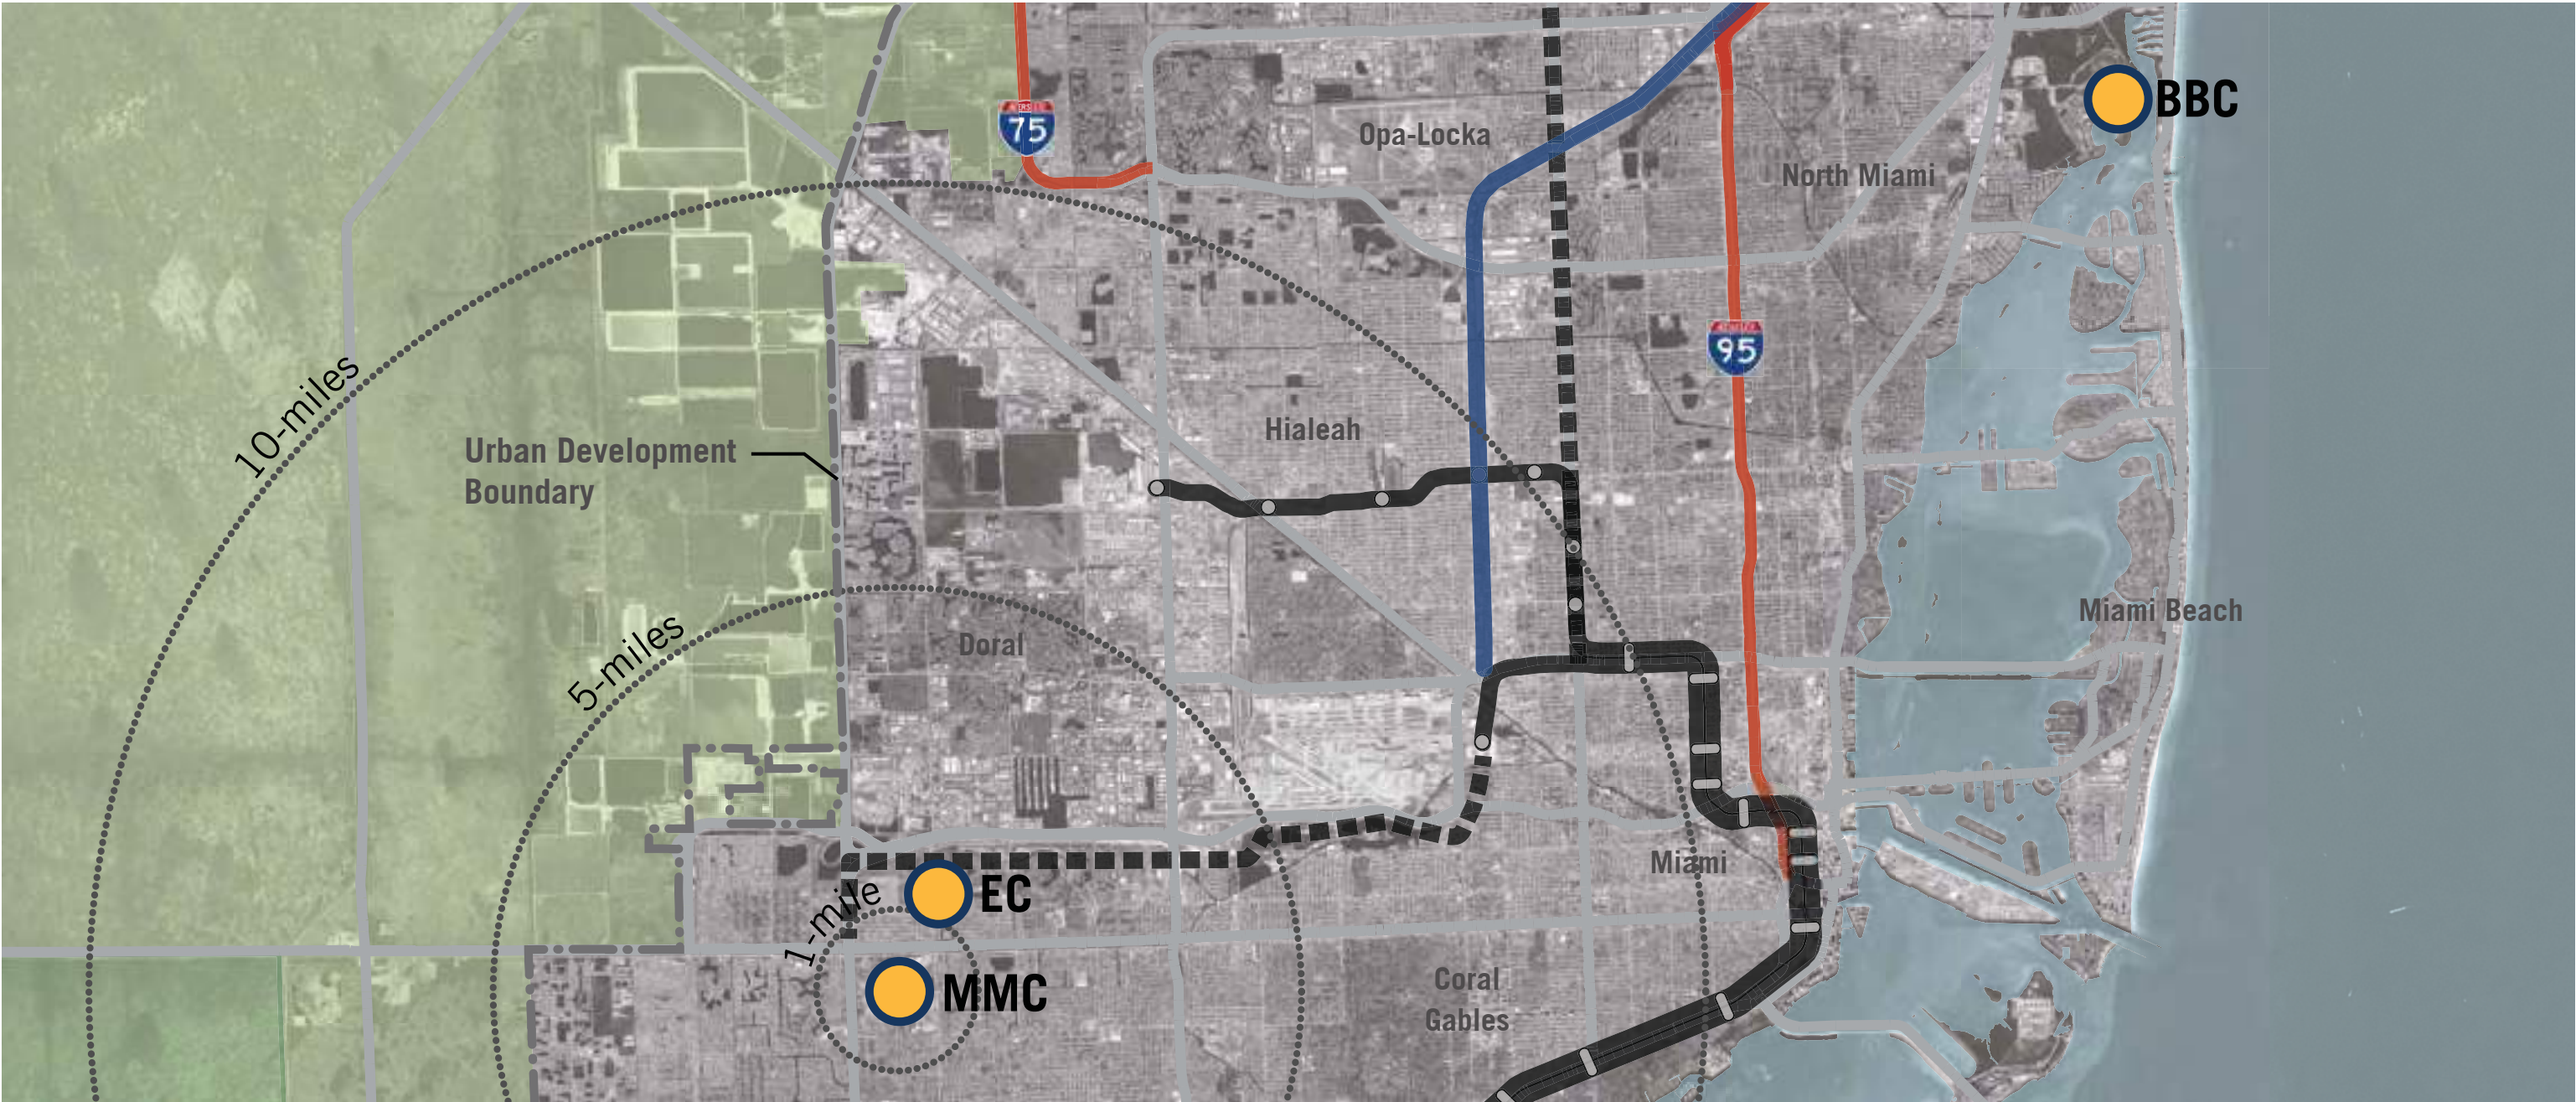 BBC
75
Opa-Locka
North Miami
95
10-miles
Hialeah
Urban Development
Boundary
Miami Beach
5-miles
Doral
Miami
EC
1-mile
MMC
Coral
Gables